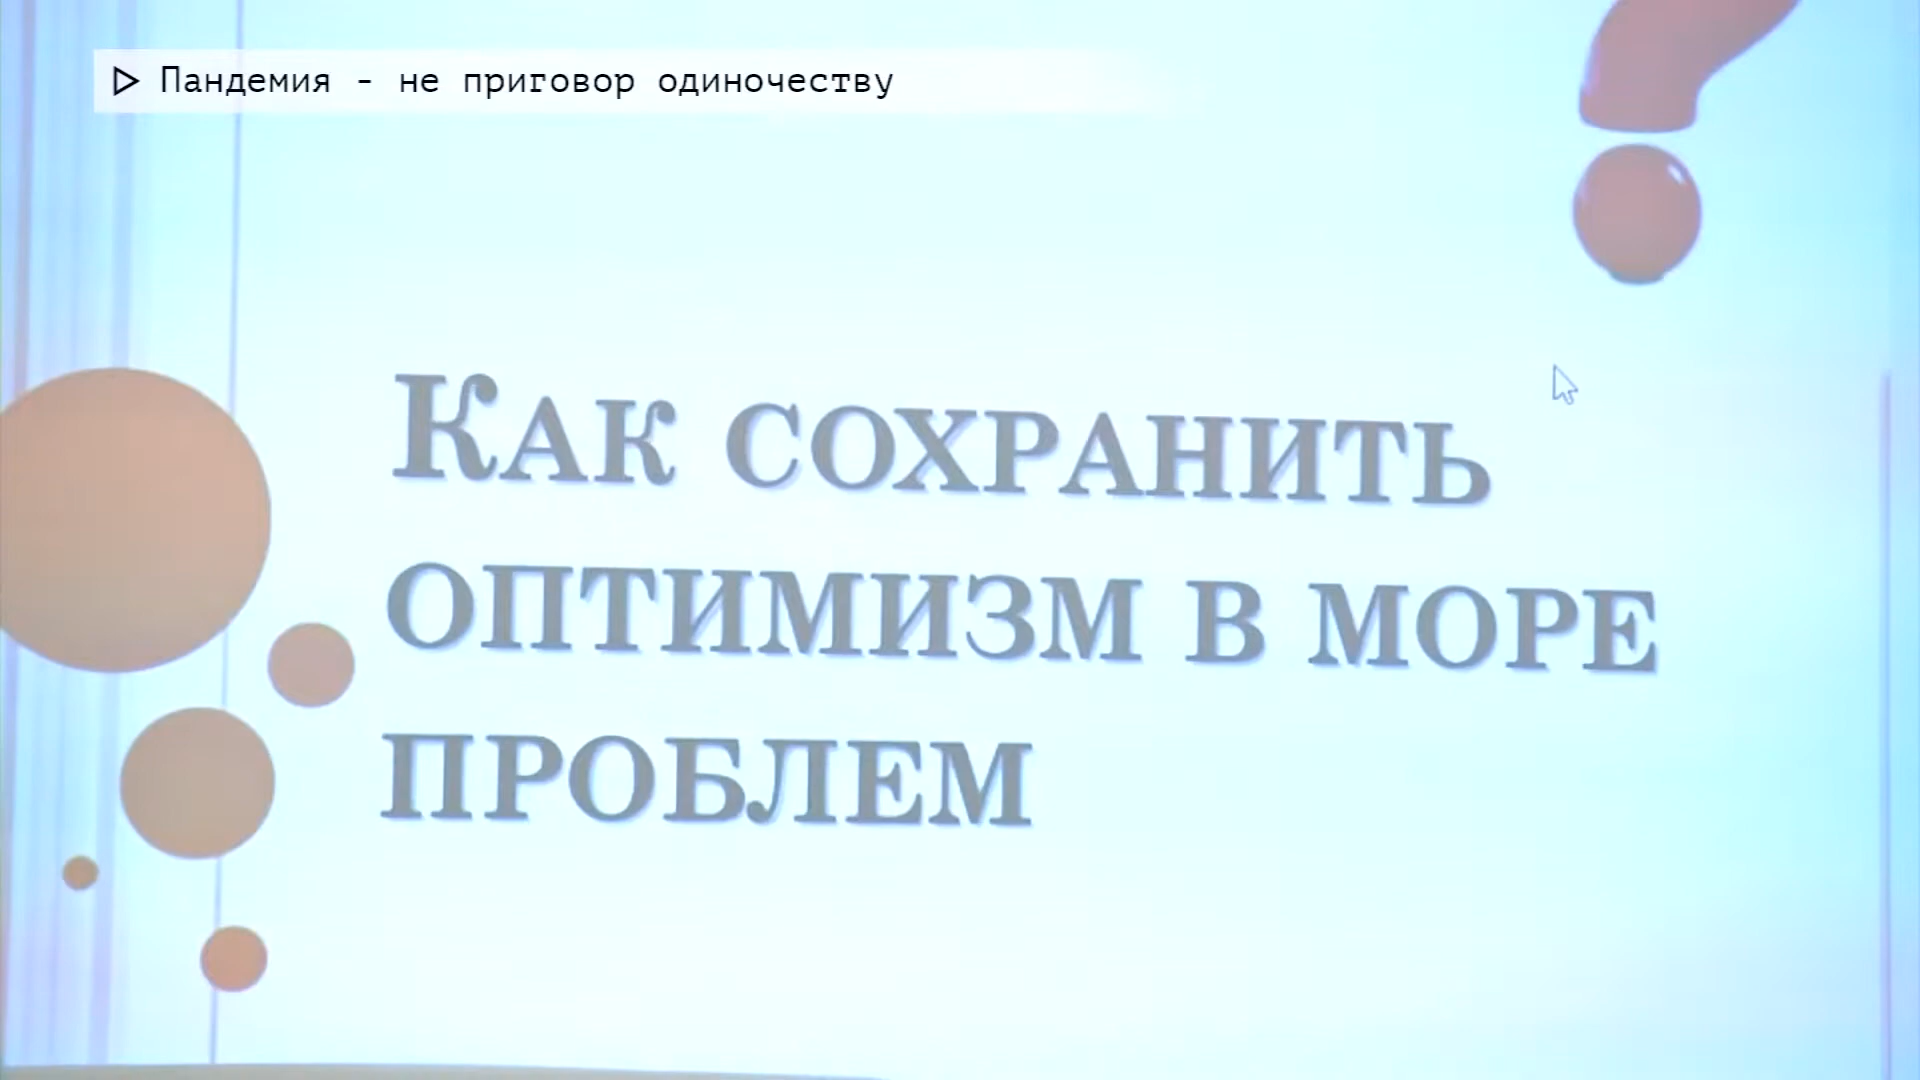 Пандемия - не приговор одиночеству
Как сохранить
оптимизм в море
проблем